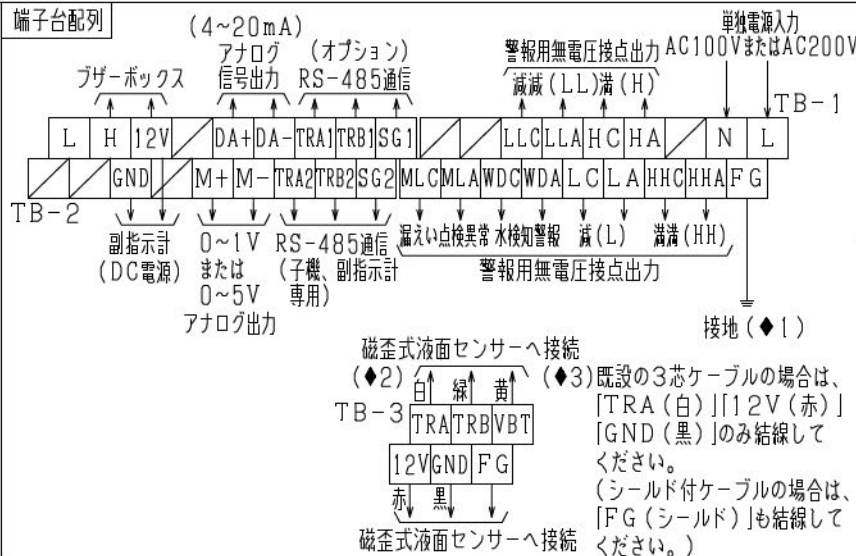 端子台配列
(4~20mA)
アナログ
信号出力
(オプション)
RS-485通信
ブザーボックス
警報用無電圧接点出力
減減(LL)満(H)
単独電源入力
AC100VまたはAC200V
TB-1
L H 12V DA+ DA- TRA1 TRB1 SG1 LLC LLA HC HA N L
GND M+ M- TRA2 TRB2 SG2 MLC MLA WDC WDA LC LA HHC HHA FG
TB-2
副指示計
(DC電源)
0~1V
または
0~5V
アナログ出力
RS-485通信
(子機、副指示計
専用)
漏えい点検異常 水検知警報 減(L) 満満(HH)
警報用無電圧接点出力
接地(◆1)
磁歪式液面センサーへ接続
(◆2) 白 緑 黄
TB-3
TRA TRB VBT
12V GND FG
赤 黒
磁歪式液面センサーへ接続
(◆3)既設の3芯ケーブルの場合は、
「TRA(白)」「12V(赤)」
「GND(黒)」のみ結線して
ください。
(シールド付ケーブルの場合は、
「FG(シールド)」も結線して
ください。)